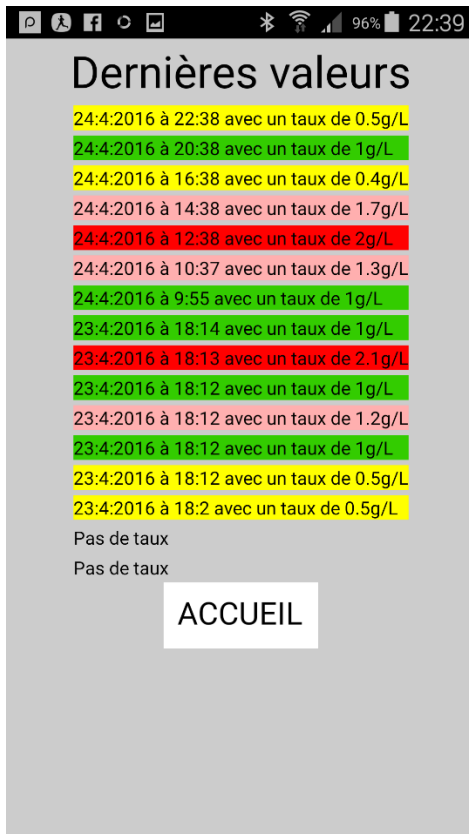 96% 22:39
Dernières valeurs
24:4:2016 à 22:38 avec un taux de 0.5g/L
24:4:2016 à 20:38 avec un taux de 1g/L
24:4:2016 à 16:38 avec un taux de 0.4g/L
24:4:2016 à 14:38 avec un taux de 1.7g/L
24:4:2016 à 12:38 avec un taux de 2g/L
24:4:2016 à 10:37 avec un taux de 1.3g/L
24:4:2016 à 9:55 avec un taux de 1g/L
23:4:2016 à 18:14 avec un taux de 1g/L
23:4:2016 à 18:13 avec un taux de 2.1g/L
23:4:2016 à 18:12 avec un taux de 1g/L
23:4:2016 à 18:12 avec un taux de 1.2g/L
23:4:2016 à 18:12 avec un taux de 1g/L
23:4:2016 à 18:12 avec un taux de 0.5g/L
23:4:2016 à 18:2 avec un taux de 0.5g/L
Pas de taux
Pas de taux
ACCUEIL